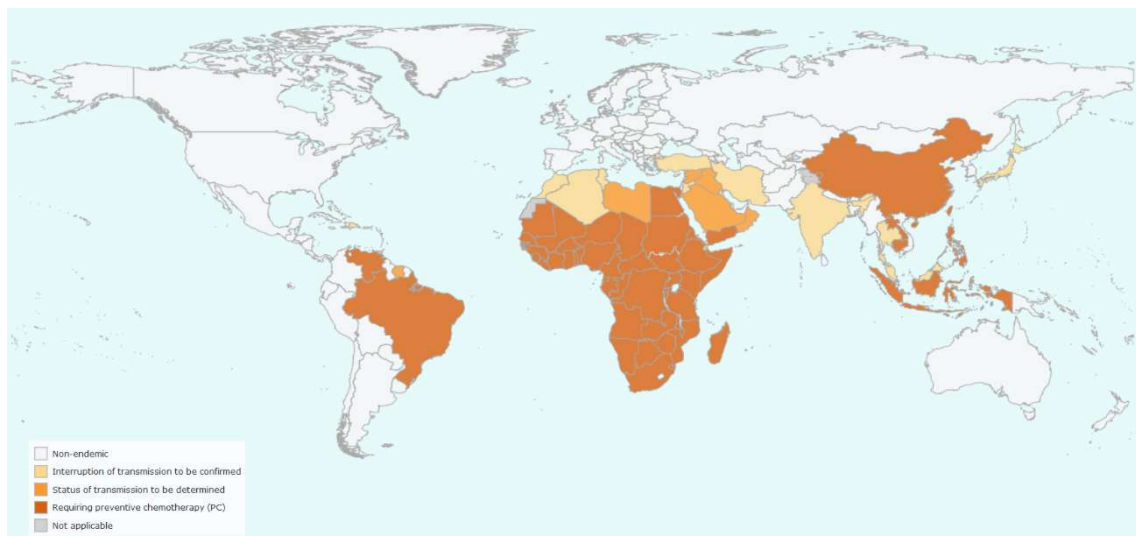 Non-endemic
Interruption of transmission to be confirmed
Status of transmission to be determined
Requiring preventive chemotherapy (PC)
Not applicable